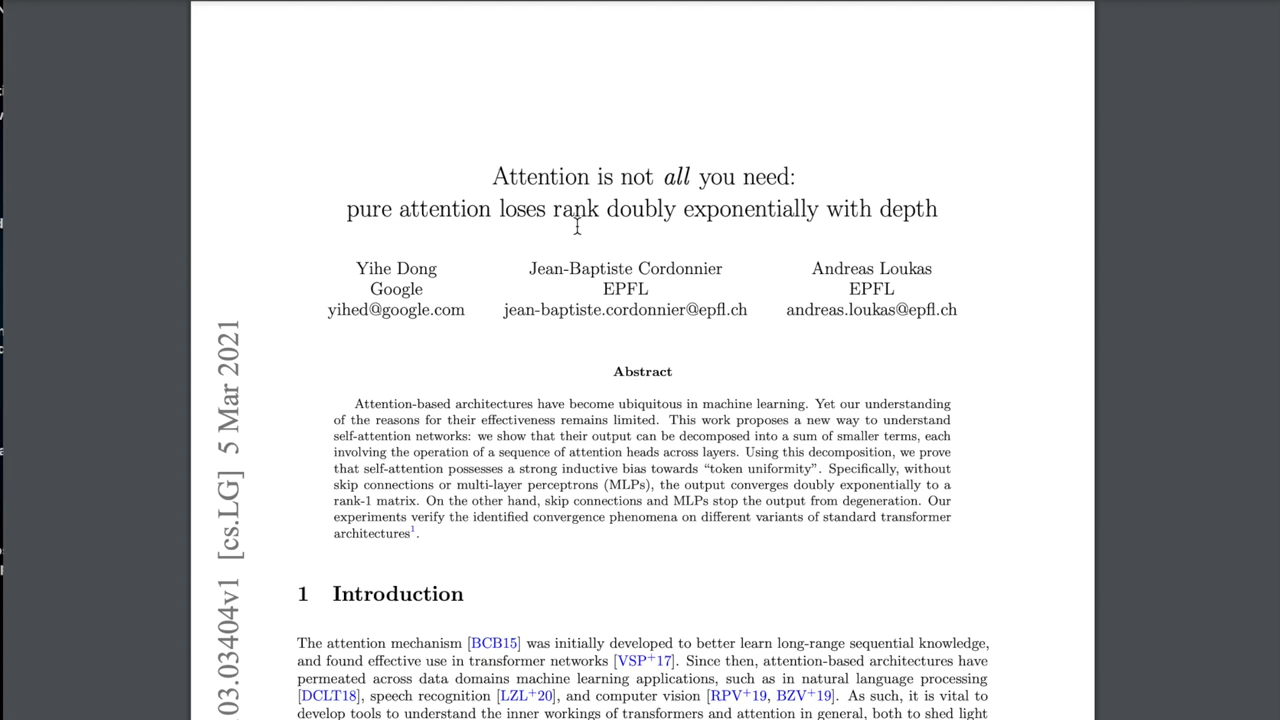 Attention is not all you need:
pure attention loses rank doubly exponentially with depth
Yihe Dong
Google
yihed@google.com
Jean-Baptiste Cordonnier
EPFL
jean-baptiste.cordonnier@epfl.ch
Andreas Loukas
EPFL
andreas.loukas@epfl.ch
03.03404v1 [cs.LG] 5 Mar 2021
Abstract
Attention-based architectures have become ubiquitous in machine learning. Yet our understanding
of the reasons for their effectiveness remains limited. This work proposes a new way to understand
self-attention networks: we show that their output can be decomposed into a sum of smaller terms, each
involving the operation of a sequence of attention heads across layers. Using this decomposition, we prove
that self-attention possesses a strong inductive bias towards “token uniformity”. Specifically, without
skip connections or multi-layer perceptrons (MLPs), the output converges doubly exponentially to a
rank-1 matrix. On the other hand, skip connections and MLPs stop the output from degeneration. Our
experiments verify the identified convergence phenomena on different variants of standard transformer
architectures1.
1 Introduction
The attention mechanism [BCB15] was initially developed to better learn long-range sequential knowledge,
and found effective use in transformer networks [VSP+17]. Since then, attention-based architectures have
permeated across data domains machine learning applications, such as in natural language processing
[DCLT18], speech recognition [LZL+20], and computer vision [RPV+19, BZV+19]. As such, it is vital to
develop tools to understand the inner workings of transformers and attention in general, both to shed light